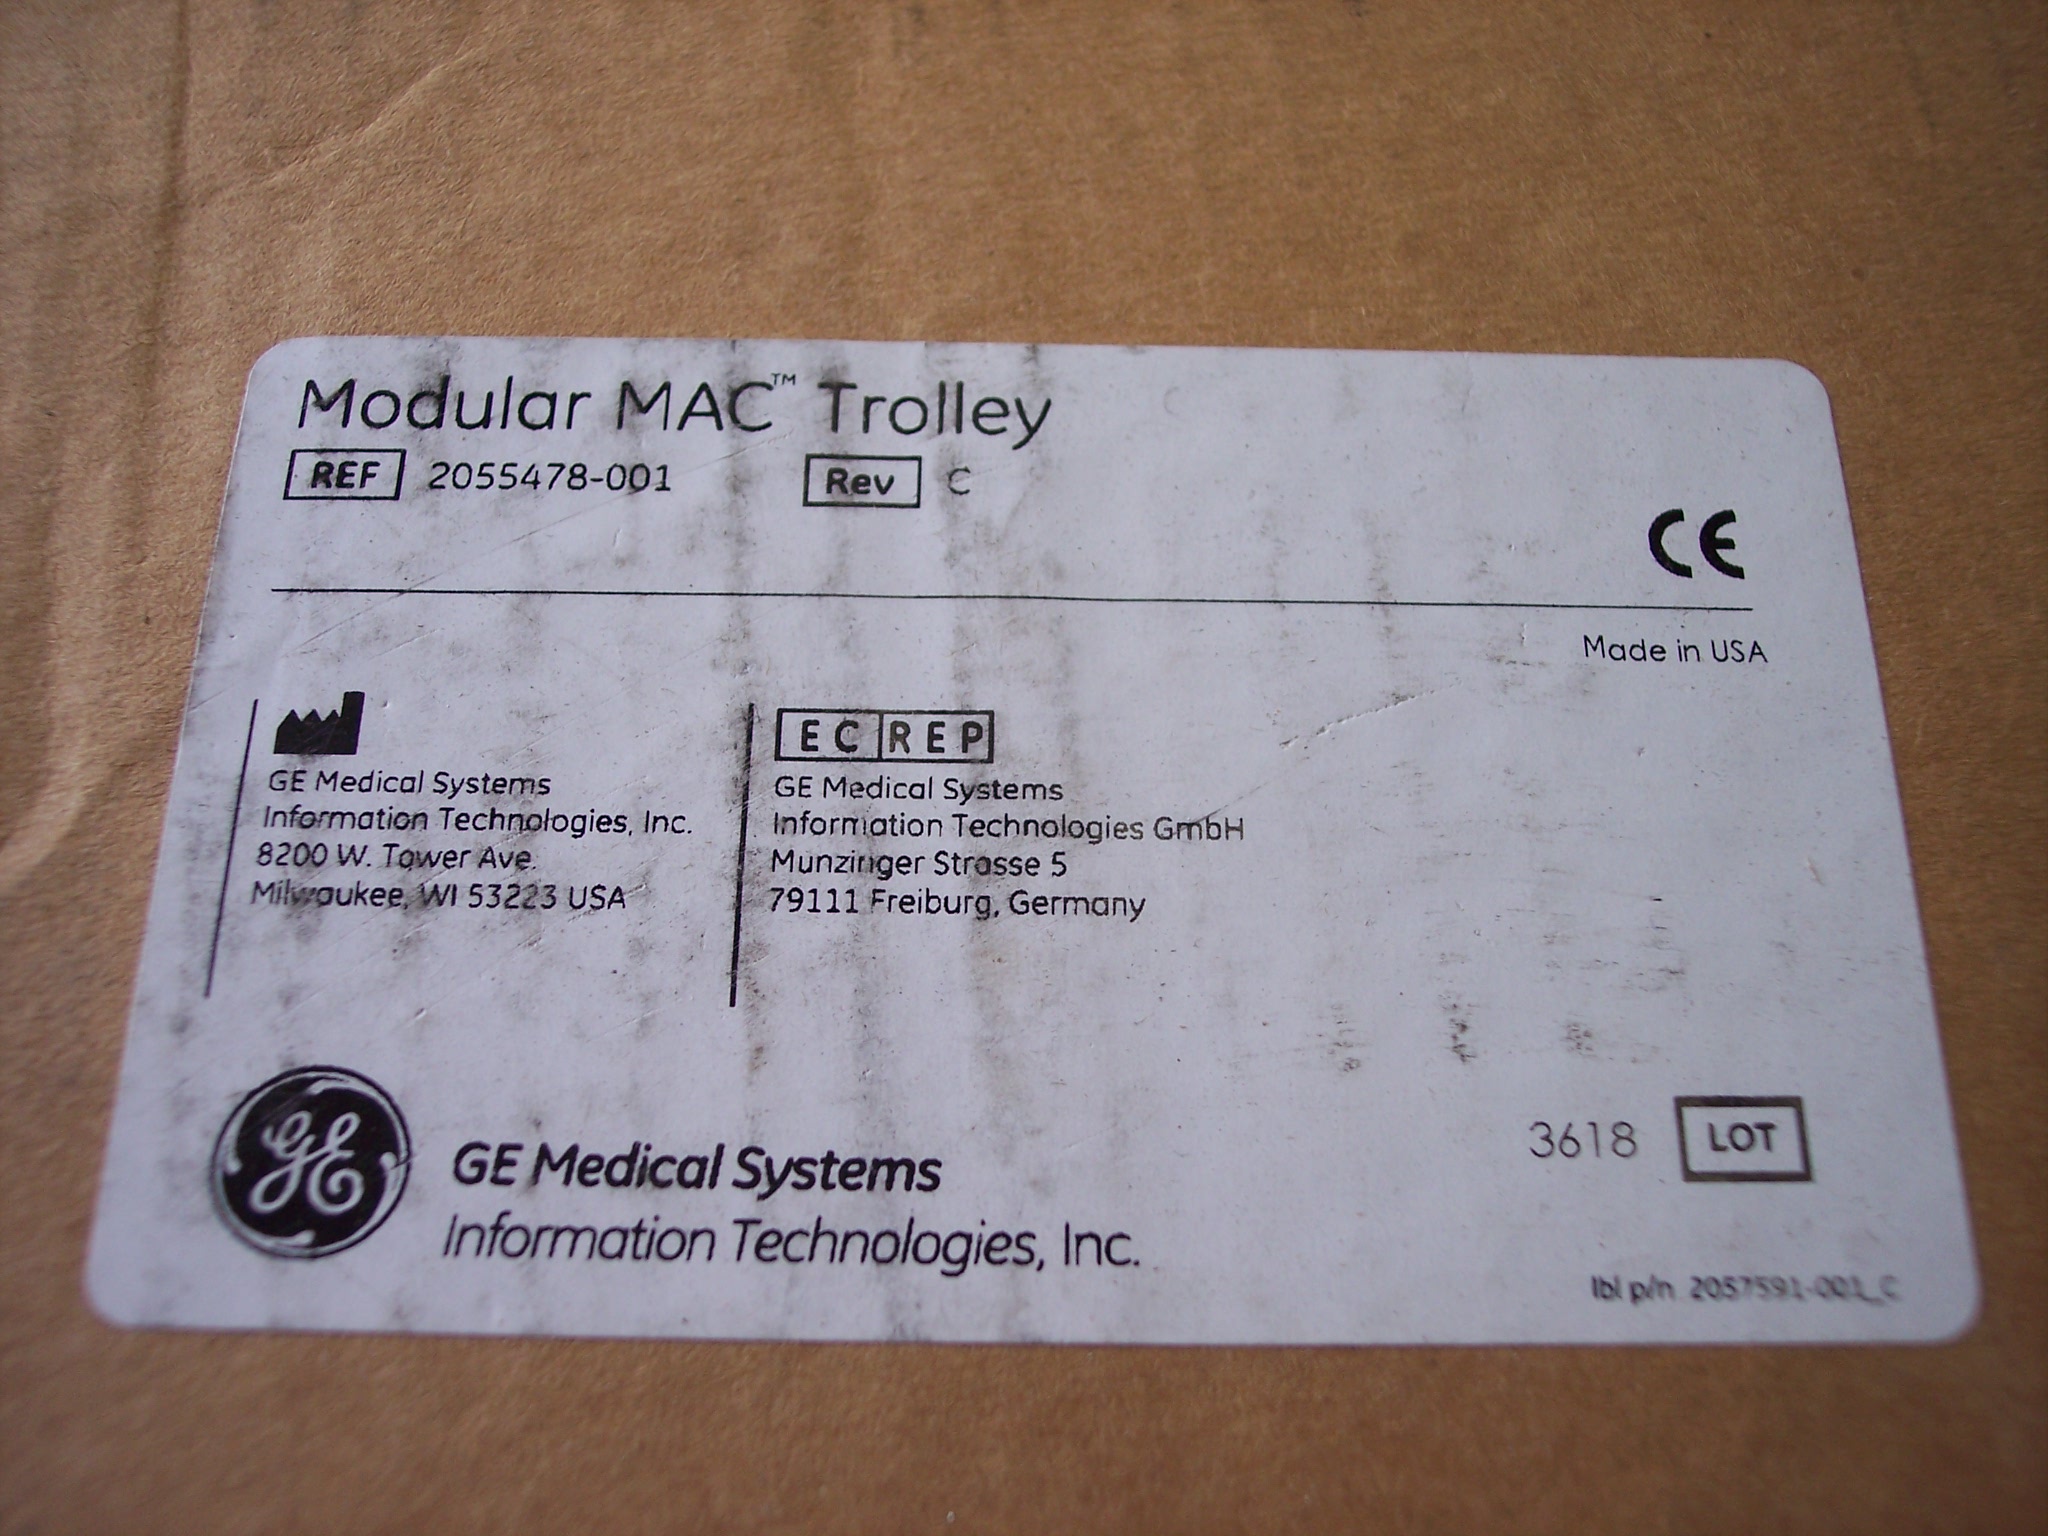 Modular MAC™ Trolley
REF 2055478-001 Rev C
CE
Made in USA
GE Medical Systems
Information Technologies, Inc.
8200 W. Tower Ave.
Milwaukee, WI 53223 USA
EC REP
GE Medical Systems
Information Technologies GmbH
Munzinger Strasse 5
79111 Freiburg, Germany
GE
GE Medical Systems
Information Technologies, Inc.
3618 LOT
lbl p/n 2057591-001_C